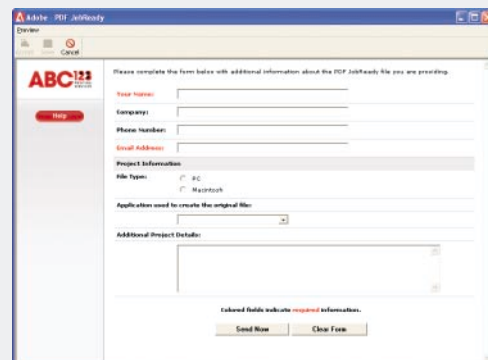 Adobe PDF JobReady
Preview
Cancel
ABC123
Help
Please complete the form below with additional information about the PDF JobReady file you are providing.
Your Name:
Company:
Phone Number:
Email Address:
Project Information
File Type:
PC
Macintosh
Application used to create the original file:
Additional Project Details:
Colored fields indicate required information.
Send Now
Clear Form